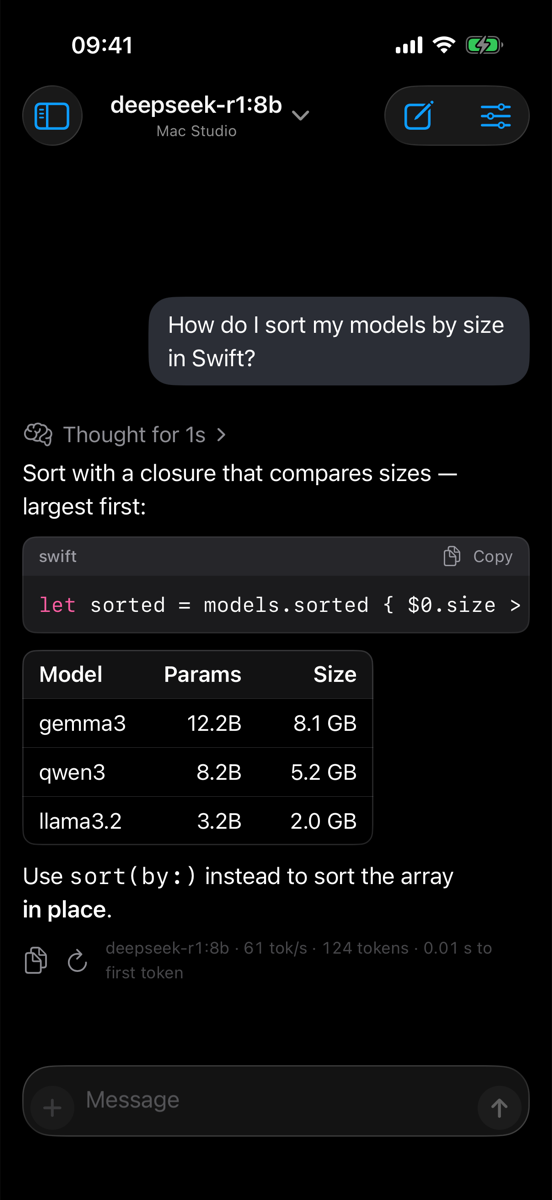 09:41
deepseek-r1:8b
Mac Studio
How do I sort my models by size
in Swift?
Thought for 1s
Sort with a closure that compares sizes —
largest first:
swift
Copy
let sorted = models.sorted { $0.size >
Model Params Size
gemma3 12.2B 8.1 GB
qwen3 8.2B 5.2 GB
llama3.2 3.2B 2.0 GB
Use sort(by:) instead to sort the array
in place.
deepseek-r1:8b · 61 tok/s · 124 tokens · 0.01 s to
first token
Message